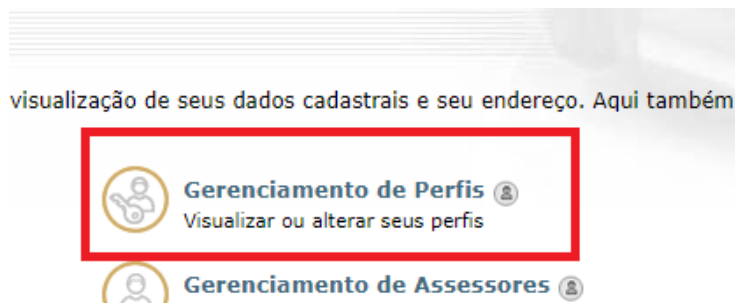 visualização de seus dados cadastrais e seu endereço. Aqui também
Gerenciamento de Perfis
Visualizar ou alterar seus perfis
Gerenciamento de Assessores